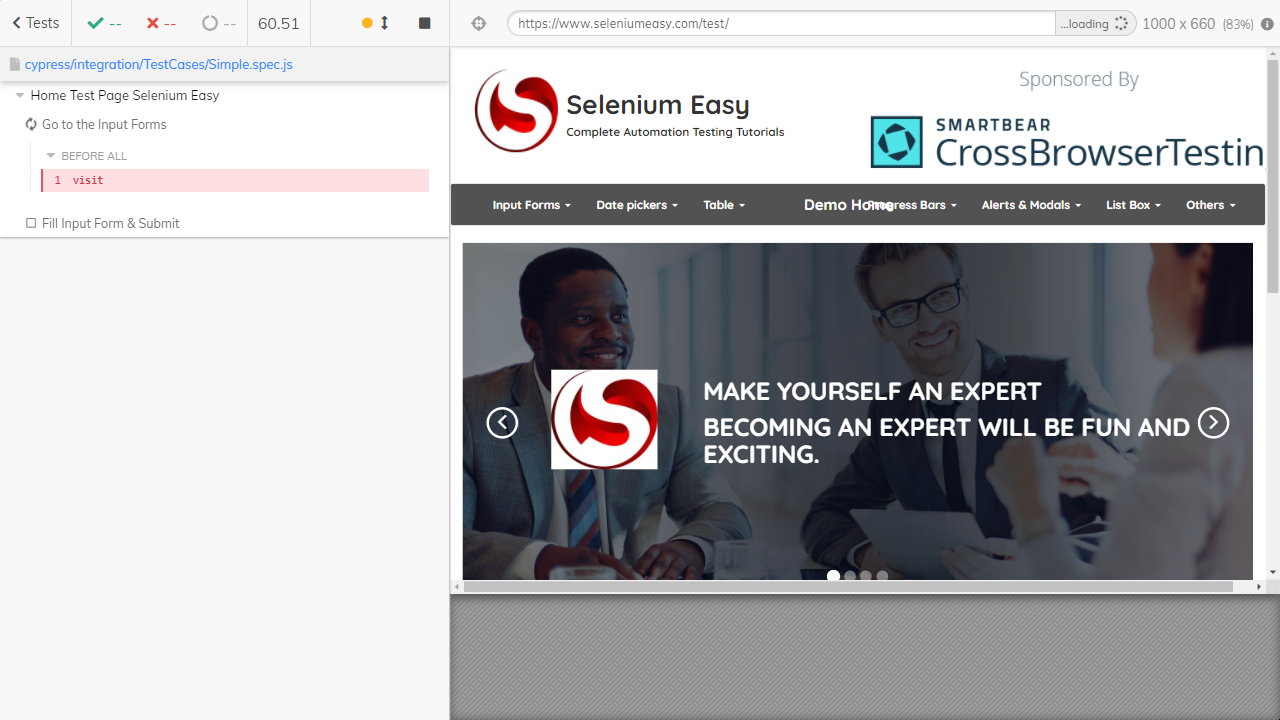 Tests
--
--
--
60.51
https://www.seleniumeasy.com/test/
...loading
1000 x 660 (83%)
cypress/integration/TestCases/Simple.spec.js
Home Test Page Selenium Easy
Go to the Input Forms
BEFORE ALL
1 visit
Fill Input Form & Submit
Selenium Easy
Complete Automation Testing Tutorials
Sponsored By
SMARTBEAR
CrossBrowserTestin
Input Forms
Date pickers
Table
Demo Home
Progress Bars
Alerts & Modals
List Box
Others
MAKE YOURSELF AN EXPERT
BECOMING AN EXPERT WILL BE FUN AND
EXCITING.